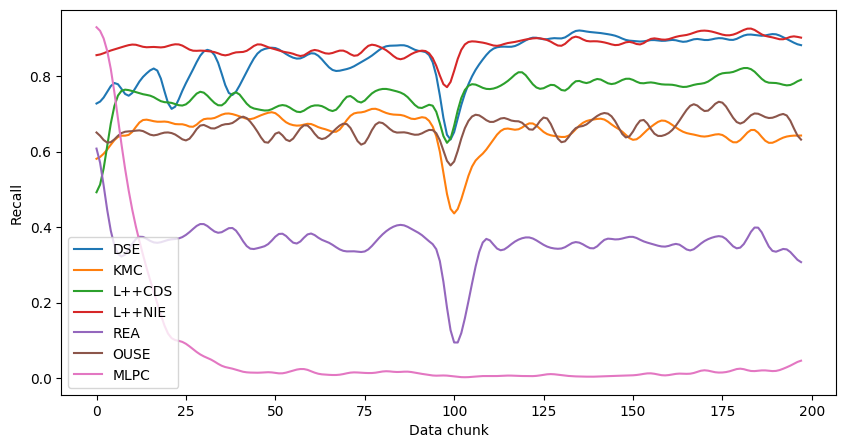 Recall
0.8
0.6
0.4
0.2
0.0
DSE
KMC
L++CDS
L++NIE
REA
OUSE
MLPC
0 25 50 75 100 125 150 175 200
Data chunk